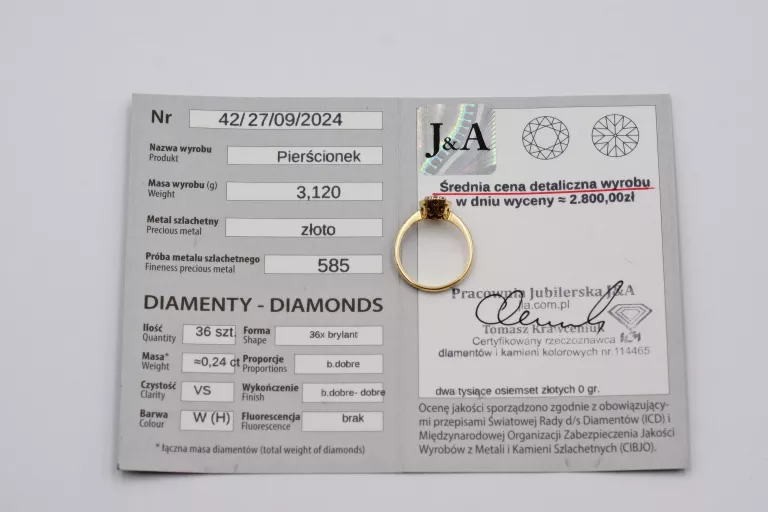 Nr 42/27/09/2024
Nazwa wyrobu
Produkt
Pierścionek
Masa wyrobu (g)
Weight
3,120
Metal szlachetny
Precious metal
złoto
Próba metalu szlachetnego
Fineness precious metal
585
DIAMENTY - DIAMONDS
Ilość
Quantity
36 szt.
Forma
Shape
36x brylant
Masa*
Weight
≈0,24 ct
Proporcje
Proportions
b.dobre
Czystość
Clarity
VS
Wykończenie
Finish
b.dobre- dobre
Barwa
Colour
W (H)
Fluorescencja
Fluorescence
brak
* łączna masa diamentów (total weight of diamonds)
J&A
Średnia cena detaliczna wyrobu
w dniu wyceny ≈ 2.800,00zł
Pracownia Jubilerska J&A
ja.com.pl
Tomasz Krawceniuk
Certyfikowany rzeczoznawca
diamentów i kamieni kolorowych nr.114465
dwa tysiące osiemset złotych 0 gr.
Ocenę jakości sporządzono zgodnie z obowiązują-
mi przepisami Światowej Rady d/s Diamentów (ICD) i
Międzynarodowej Organizacji Zabezpieczenia Jakości
Wyrobów z Metali i Kamieni Szlachetnych (CIBJO).